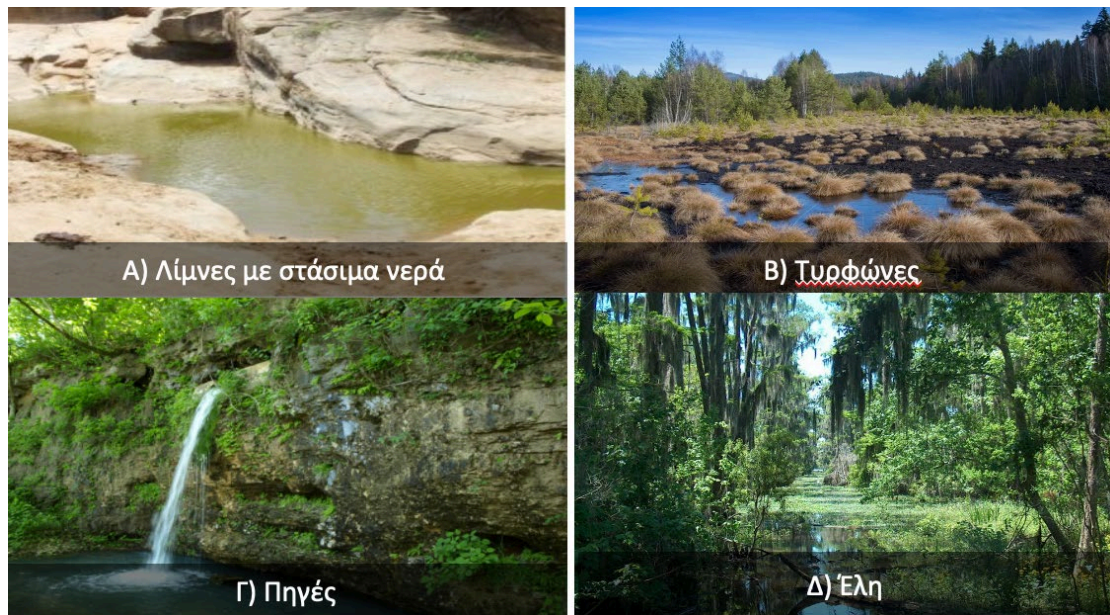 Α) Λίμνες με στάσιμα νερά
Β) Τυρφώνες
Γ) Πηγές
Δ) Έλη